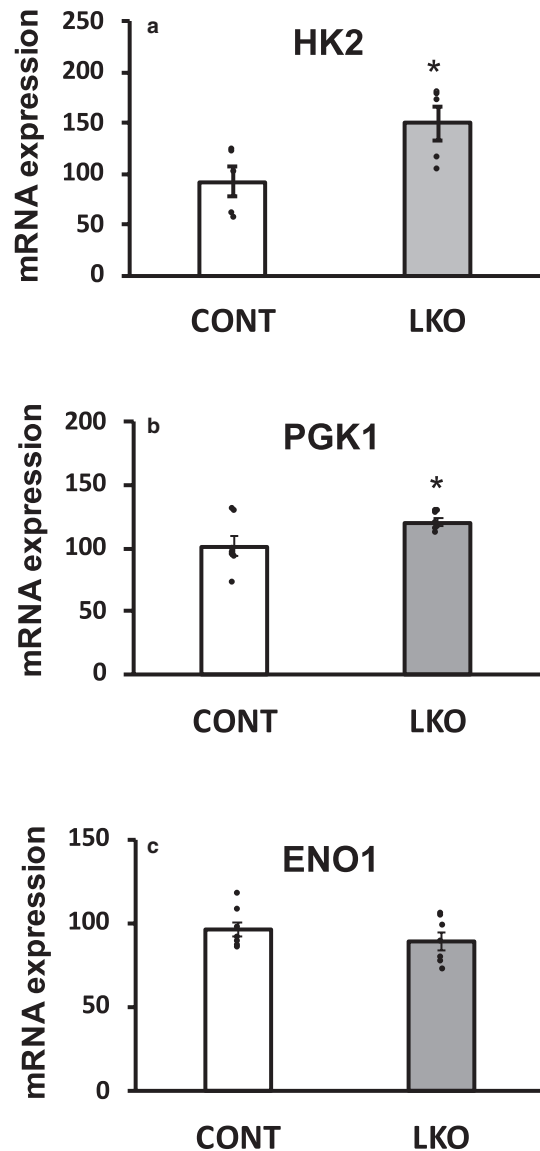 a
HK2
*
mRNA expression
250
200
150
100
50
0
CONT LKO
b
PGK1
*
mRNA expression
200
150
100
50
0
CONT LKO
c
ENO1
mRNA expression
150
100
50
0
CONT LKO